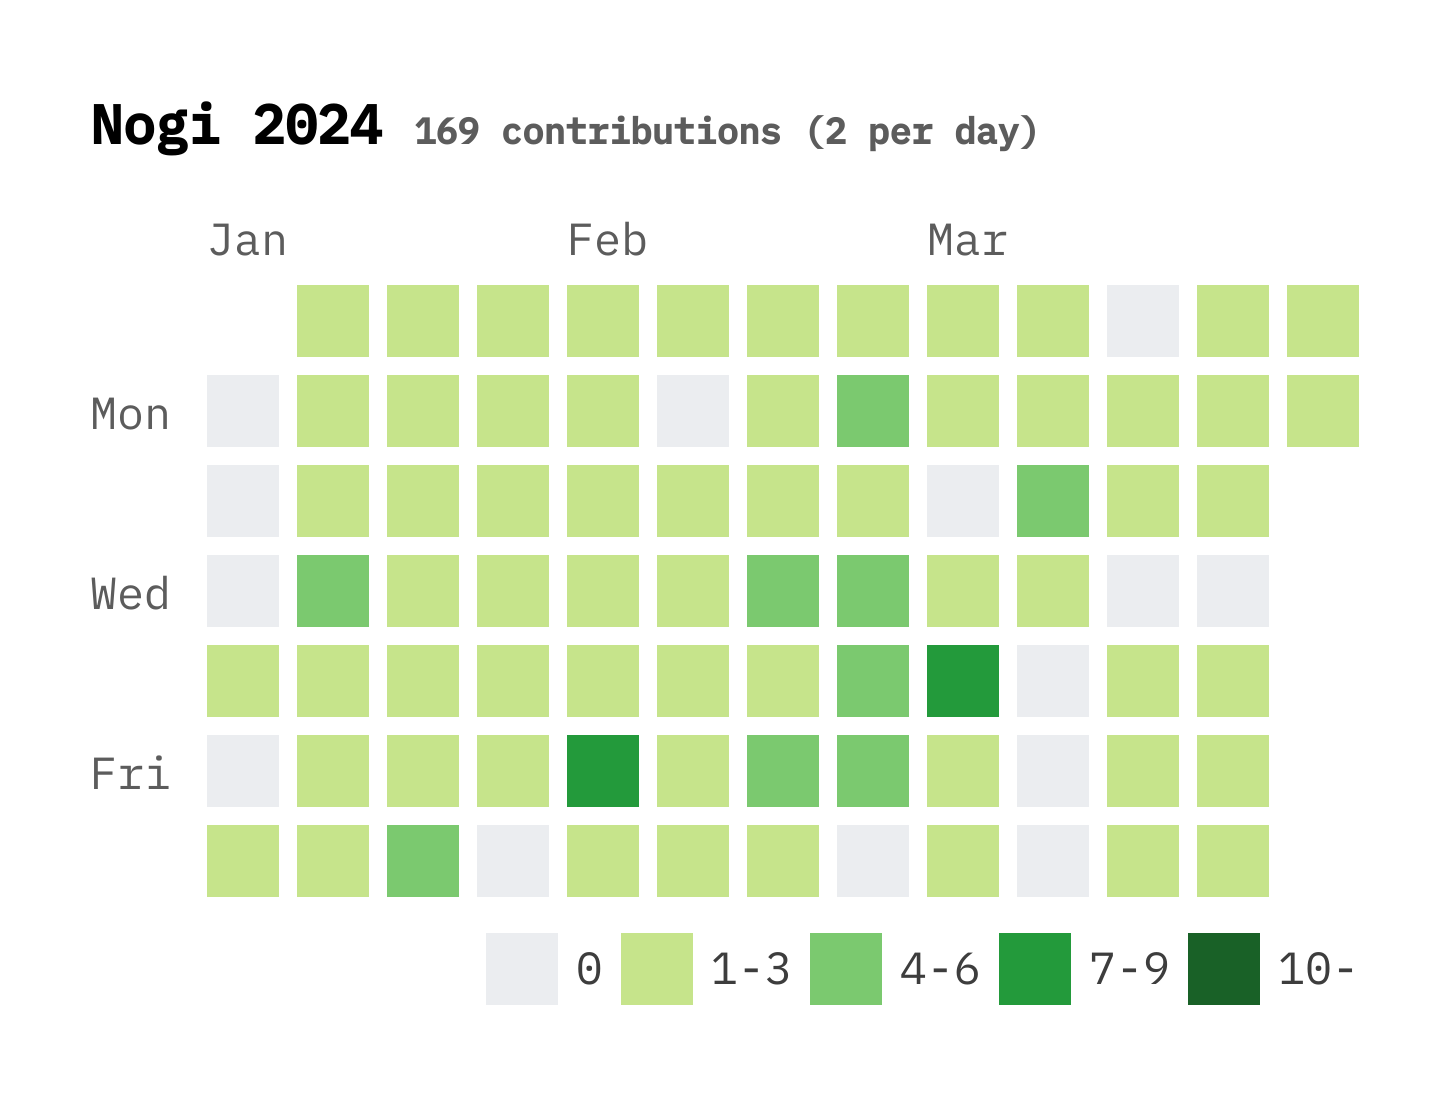 Nogi 2024 169 contributions (2 per day)
Jan Feb Mar
Mon
Wed
Fri
0 1-3 4-6 7-9 10-